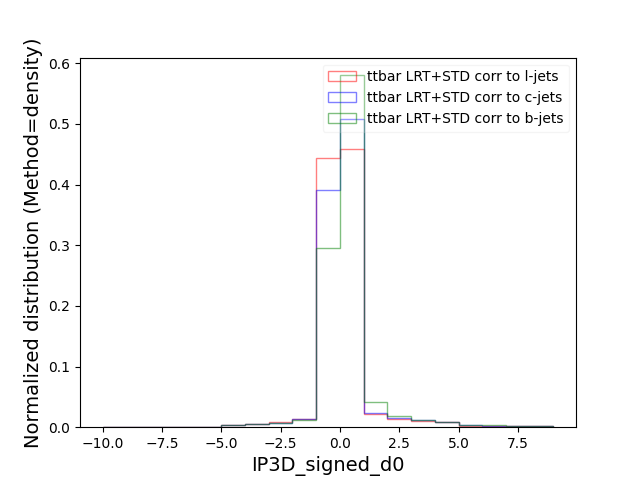 Normalized distribution (Method=density)
0.6
0.5
0.4
0.3
0.2
0.1
0.0
ttbar LRT+STD corr to l-jets
ttbar LRT+STD corr to c-jets
ttbar LRT+STD corr to b-jets
−10.0 −7.5 −5.0 −2.5 0.0 2.5 5.0 7.5
IP3D_signed_d0